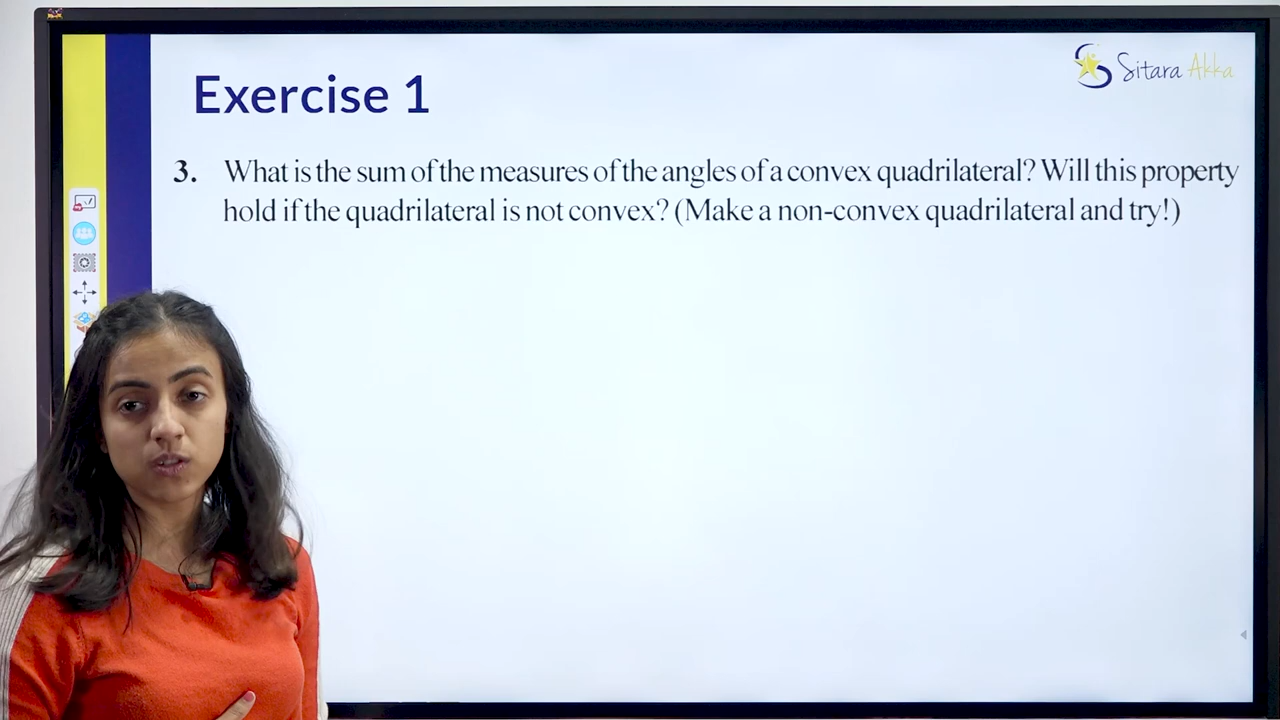 Sitara Akka
Exercise 1
3. What is the sum of the measures of the angles of a convex quadrilateral? Will this property
hold if the quadrilateral is not convex? (Make a non-convex quadrilateral and try!)